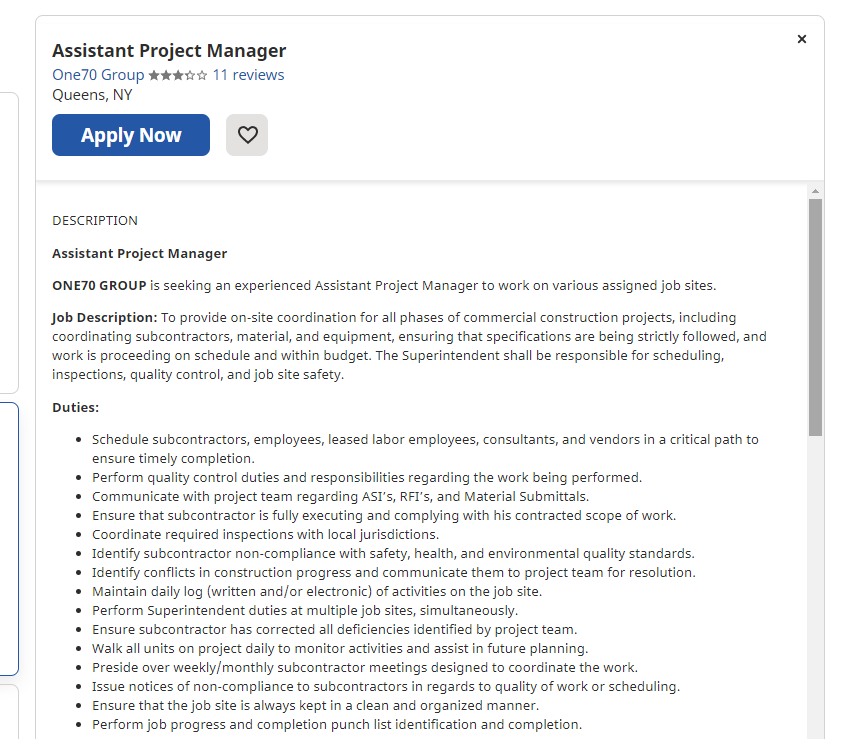 Assistant Project Manager
One70 Group ★★★☆☆ 11 reviews
Queens, NY
Apply Now
DESCRIPTION
Assistant Project Manager
ONE70 GROUP is seeking an experienced Assistant Project Manager to work on various assigned job sites.
Job Description: To provide on-site coordination for all phases of commercial construction projects, including
coordinating subcontractors, material, and equipment, ensuring that specifications are being strictly followed, and
work is proceeding on schedule and within budget. The Superintendent shall be responsible for scheduling,
inspections, quality control, and job site safety.
Duties:
• Schedule subcontractors, employees, leased labor employees, consultants, and vendors in a critical path to
ensure timely completion.
• Perform quality control duties and responsibilities regarding the work being performed.
• Communicate with project team regarding ASI's, RFI's, and Material Submittals.
• Ensure that subcontractor is fully executing and complying with his contracted scope of work.
• Coordinate required inspections with local jurisdictions.
• Identify subcontractor non-compliance with safety, health, and environmental quality standards.
• Identify conflicts in construction progress and communicate them to project team for resolution.
• Maintain daily log (written and/or electronic) of activities on the job site.
• Perform Superintendent duties at multiple job sites, simultaneously.
• Ensure subcontractor has corrected all deficiencies identified by project team.
• Walk all units on project daily to monitor activities and assist in future planning.
• Preside over weekly/monthly subcontractor meetings designed to coordinate the work.
• Issue notices of non-compliance to subcontractors in regards to quality of work or scheduling.
• Ensure that the job site is always kept in a clean and organized manner.
• Perform job progress and completion punch list identification and completion.